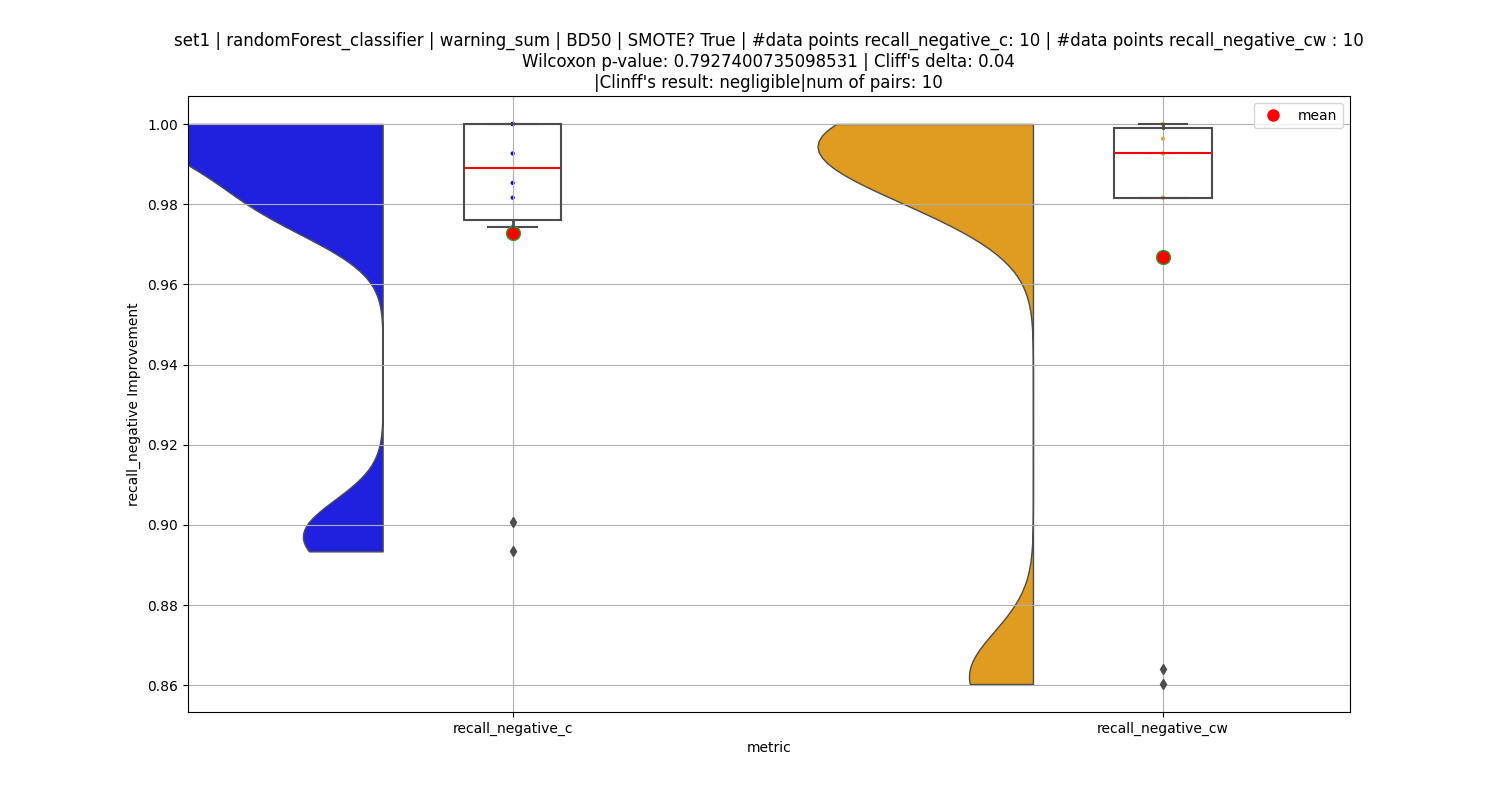 set1 | randomForest_classifier | warning_sum | BD50 | SMOTE? True | #data points recall_negative_c: 10 | #data points recall_negative_cw : 10
Wilcoxon p-value: 0.7927400735098531 | Cliff's delta: 0.04
|Clinff's result: negligible|num of pairs: 10
mean
1.00
0.98
0.96
0.94
0.92
0.90
0.88
0.86
recall_negative Improvement
recall_negative_c
recall_negative_cw
metric